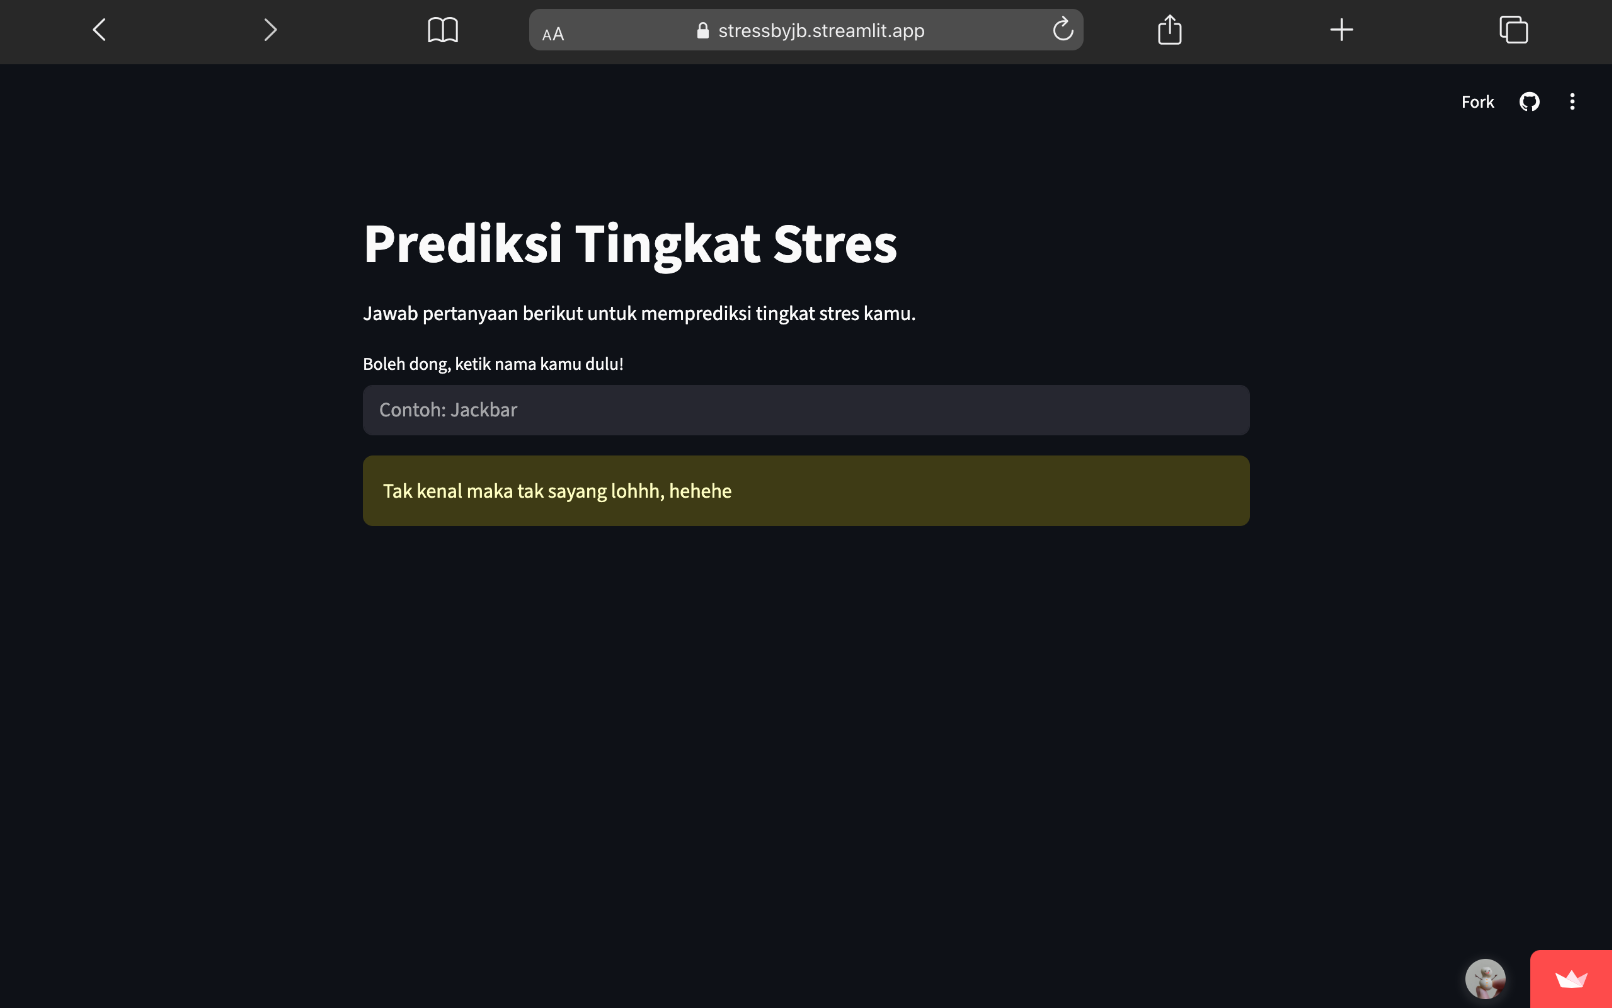 AA
stressbyjb.streamlit.app
Fork
Prediksi Tingkat Stres
Jawab pertanyaan berikut untuk memprediksi tingkat stres kamu.
Boleh dong, ketik nama kamu dulu!
Contoh: Jackbar
Tak kenal maka tak sayang lohhh, hehehe